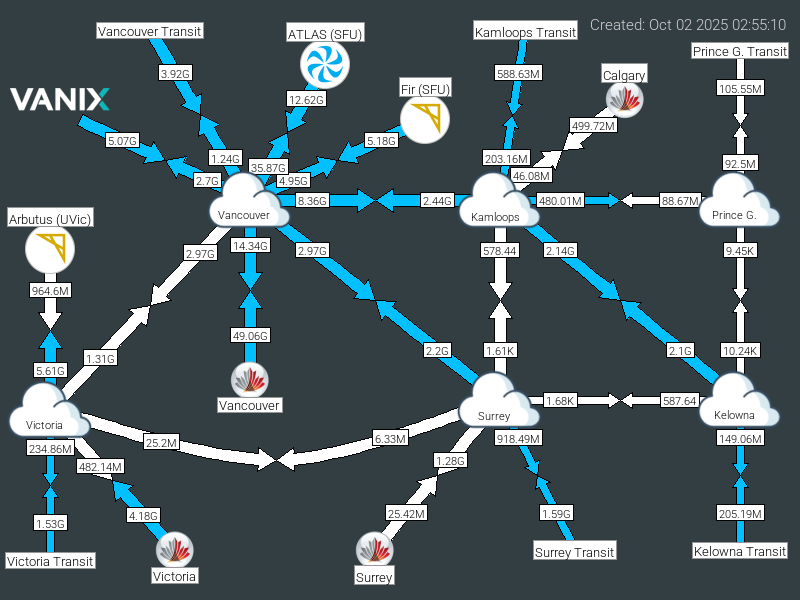 Created: Oct 02 2025 02:55:10
Vancouver Transit
ATLAS (SFU)
Kamloops Transit
Prince G. Transit
3.92G
588.63M
Calgary
Fir (SFU)
105.55M
VANIX
12.62G
499.72M
5.07G
5.18G
1.24G
203.16M
92.5M
35.87G
46.08M
2.7G
4.95G
8.36G
2.44G
480.01M
88.67M
Vancouver
Kamloops
Prince G.
Arbutus (UVic)
2.97G
14.34G
2.97G
578.44
2.14G
9.45K
964.6M
49.06G
1.31G
2.2G
1.61K
2.1G
10.24K
5.61G
Vancouver
1.68K
587.64
Victoria
Surrey
Kelowna
25.2M
6.33M
918.49M
149.06M
234.86M
482.14M
1.28G
1.53G
4.18G
25.42M
1.59G
205.19M
Victoria Transit
Victoria
Surrey
Surrey Transit
Kelowna Transit